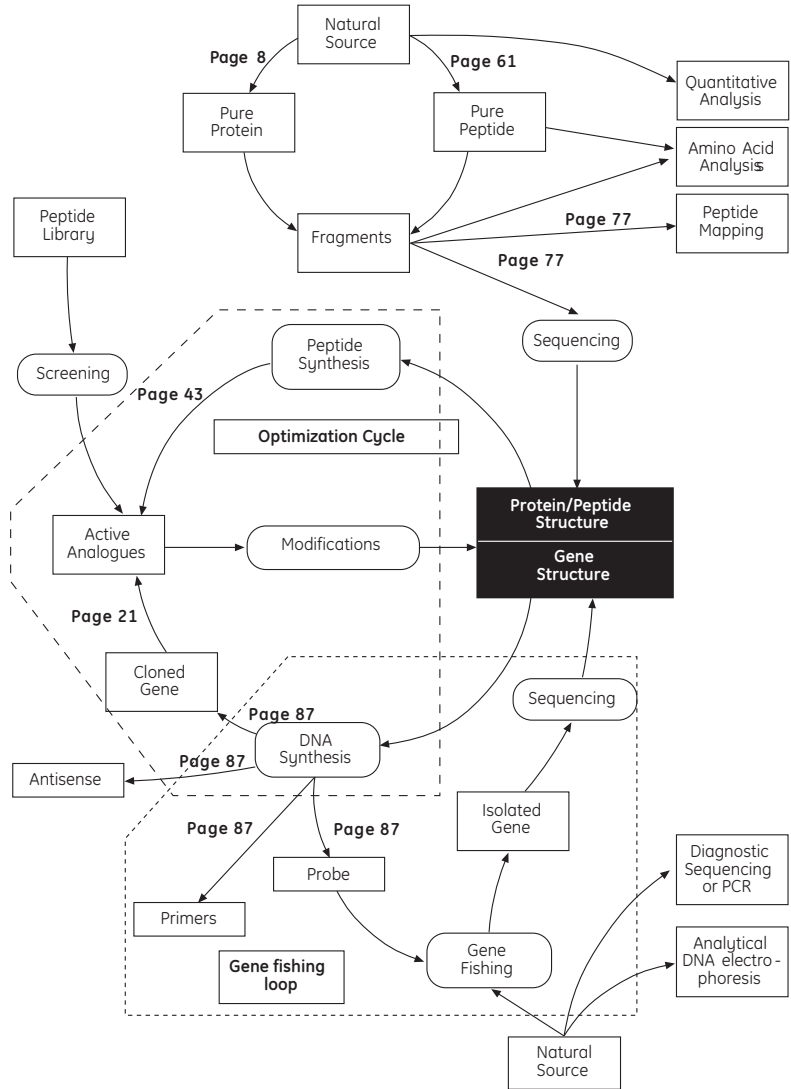 Natural
Source
Page 8
Page 61
Quantitative
Analysis
Pure
Protein
Pure
Peptide
Amino Acid
Analysis
Peptide
Library
Fragments
Page 77
Peptide
Mapping
Page 77
Sequencing
Peptide
Synthesis
Screening
Page 43
Optimization Cycle
Protein/Peptide
Structure
Gene
Structure
Active
Analogues
Modifications
Page 21
Cloned
Gene
Sequencing
Page 87
DNA
Synthesis
Page 87
Antisense
Isolated
Gene
Page 87
Page 87
Diagnostic
Sequencing
or PCR
Probe
Primers
Gene
Fishing
Analytical
DNA electro-
phoresis
Gene fishing
loop
Natural
Source